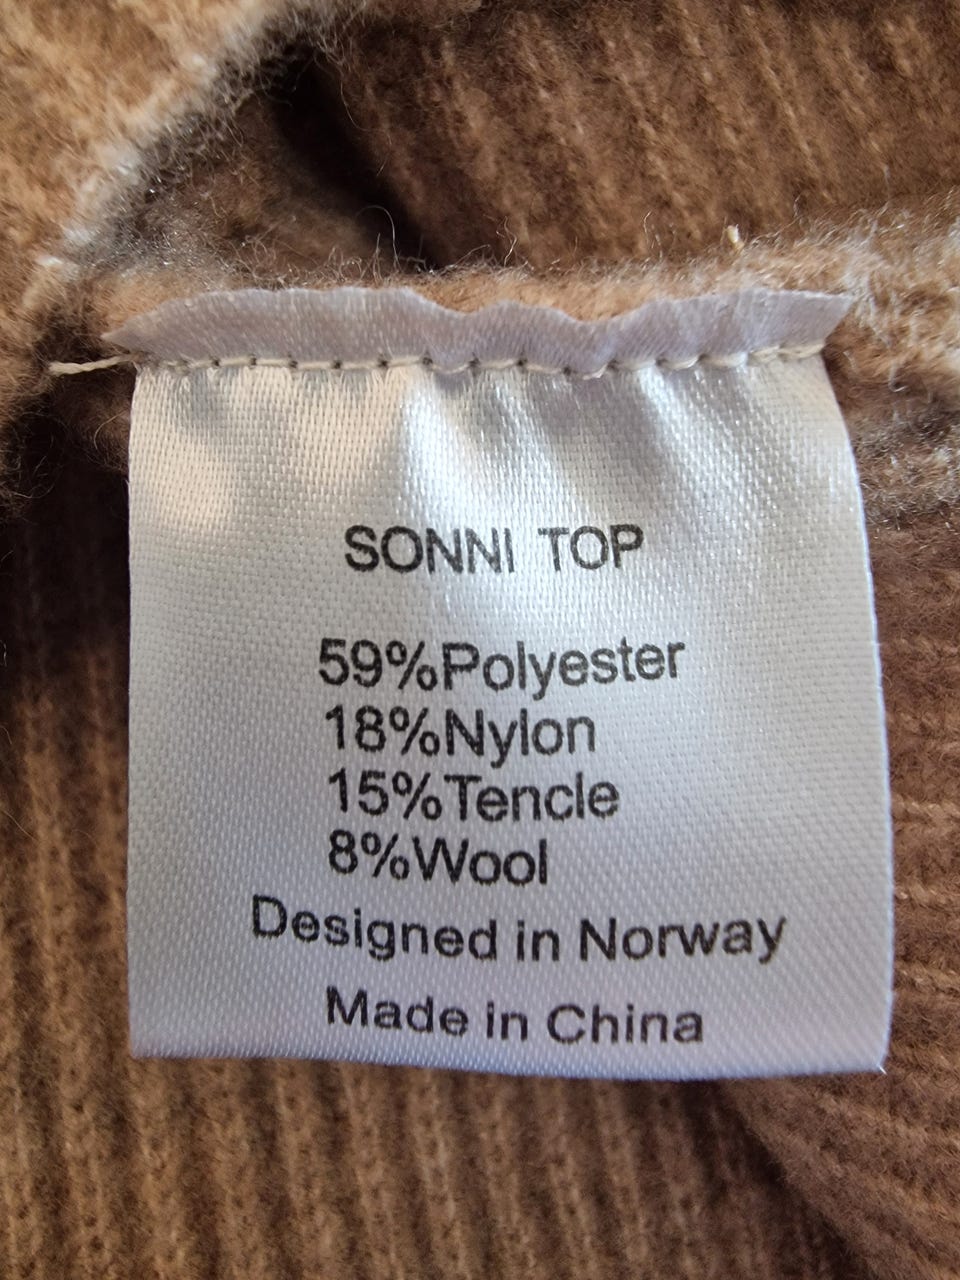 SONNI TOP
59%Polyester
18%Nylon
15%Tencle
8%Wool
Designed in Norway
Made in China